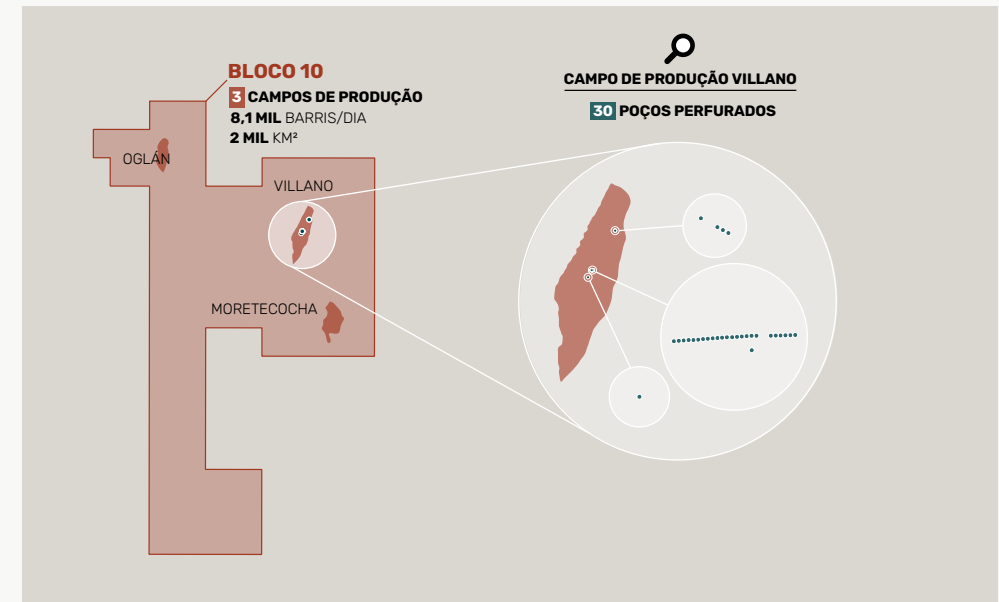 BLOCO 10
3 CAMPOS DE PRODUÇÃO
8,1 MIL BARRIS/DIA
2 MIL KM²
OGLÁN
VILLANO
MORETECOCHA
CAMPO DE PRODUÇÃO VILLANO
30 POÇOS PERFURADOS